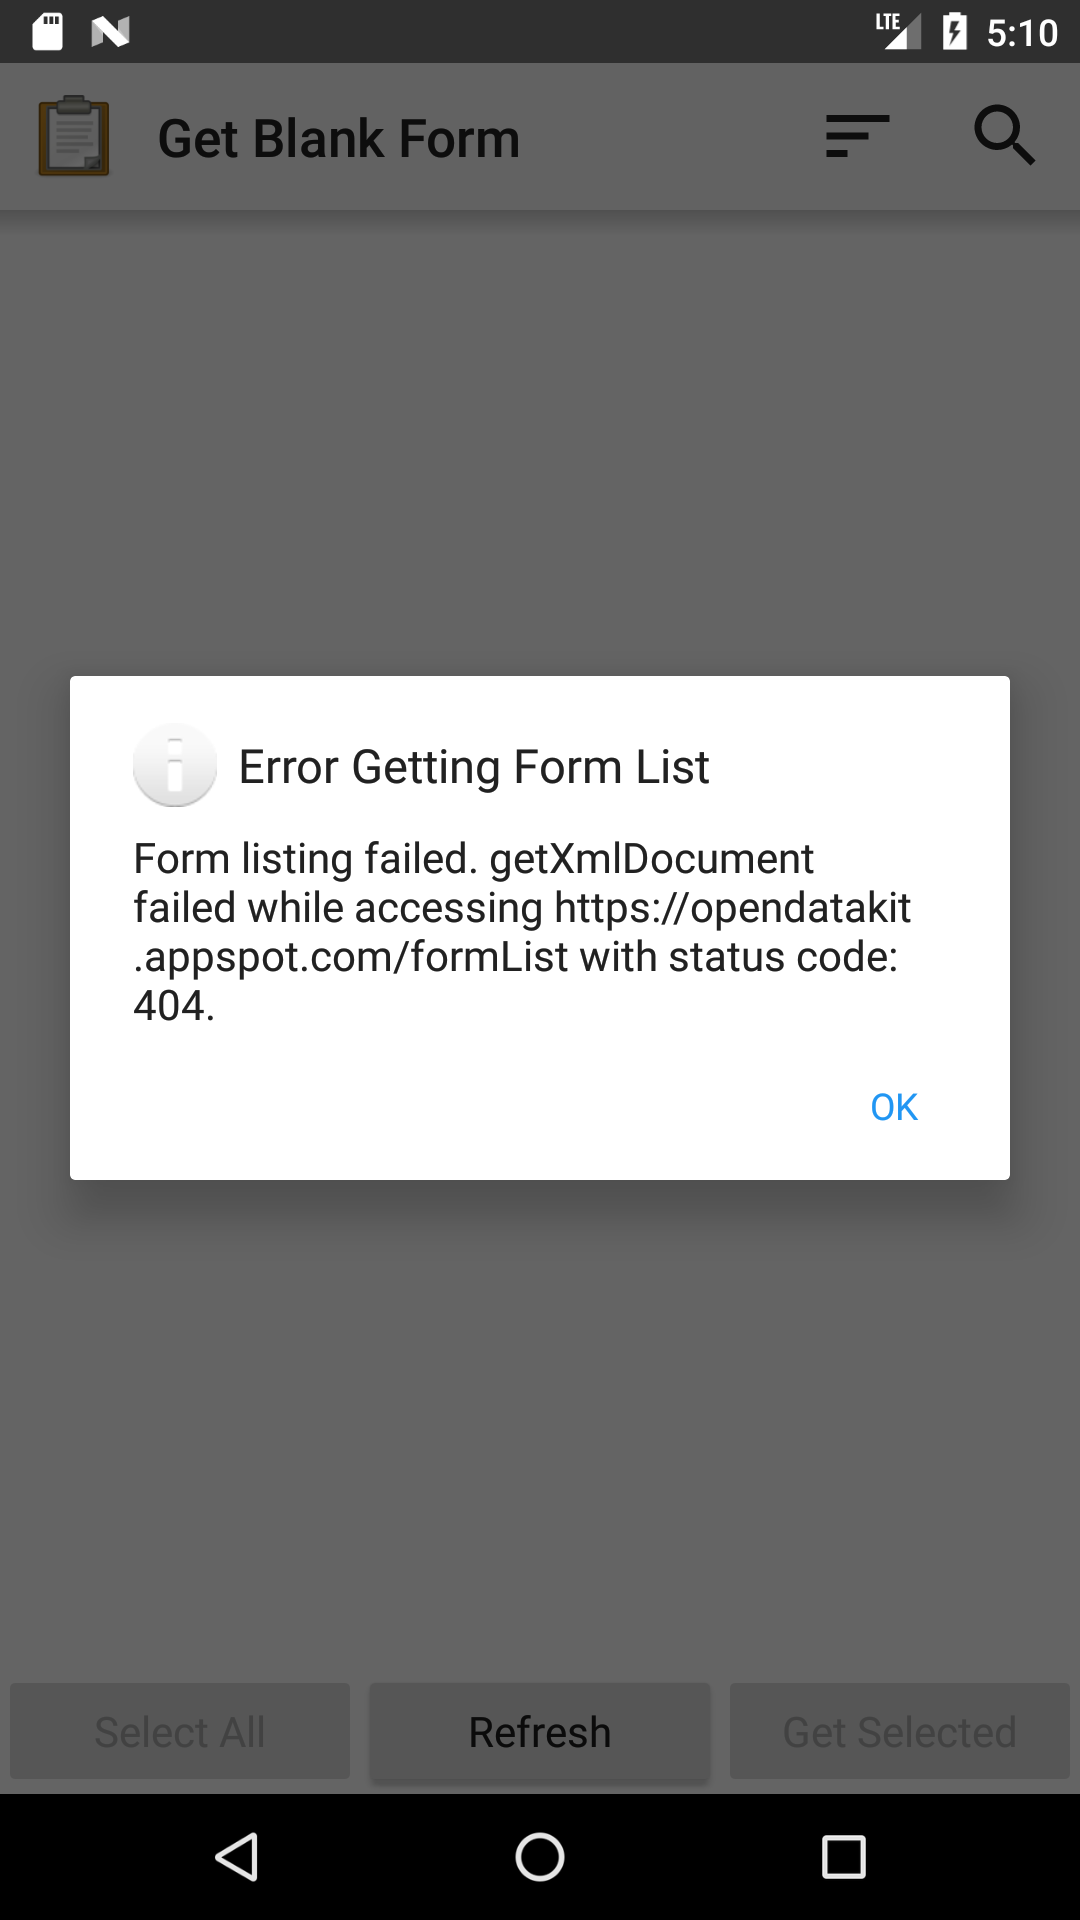 LTE 5:10
Get Blank Form
Error Getting Form List
Form listing failed. getXmlDocument
failed while accessing https://opendatakit
.appspot.com/formList with status code:
404.
OK
Select All Refresh Get Selected